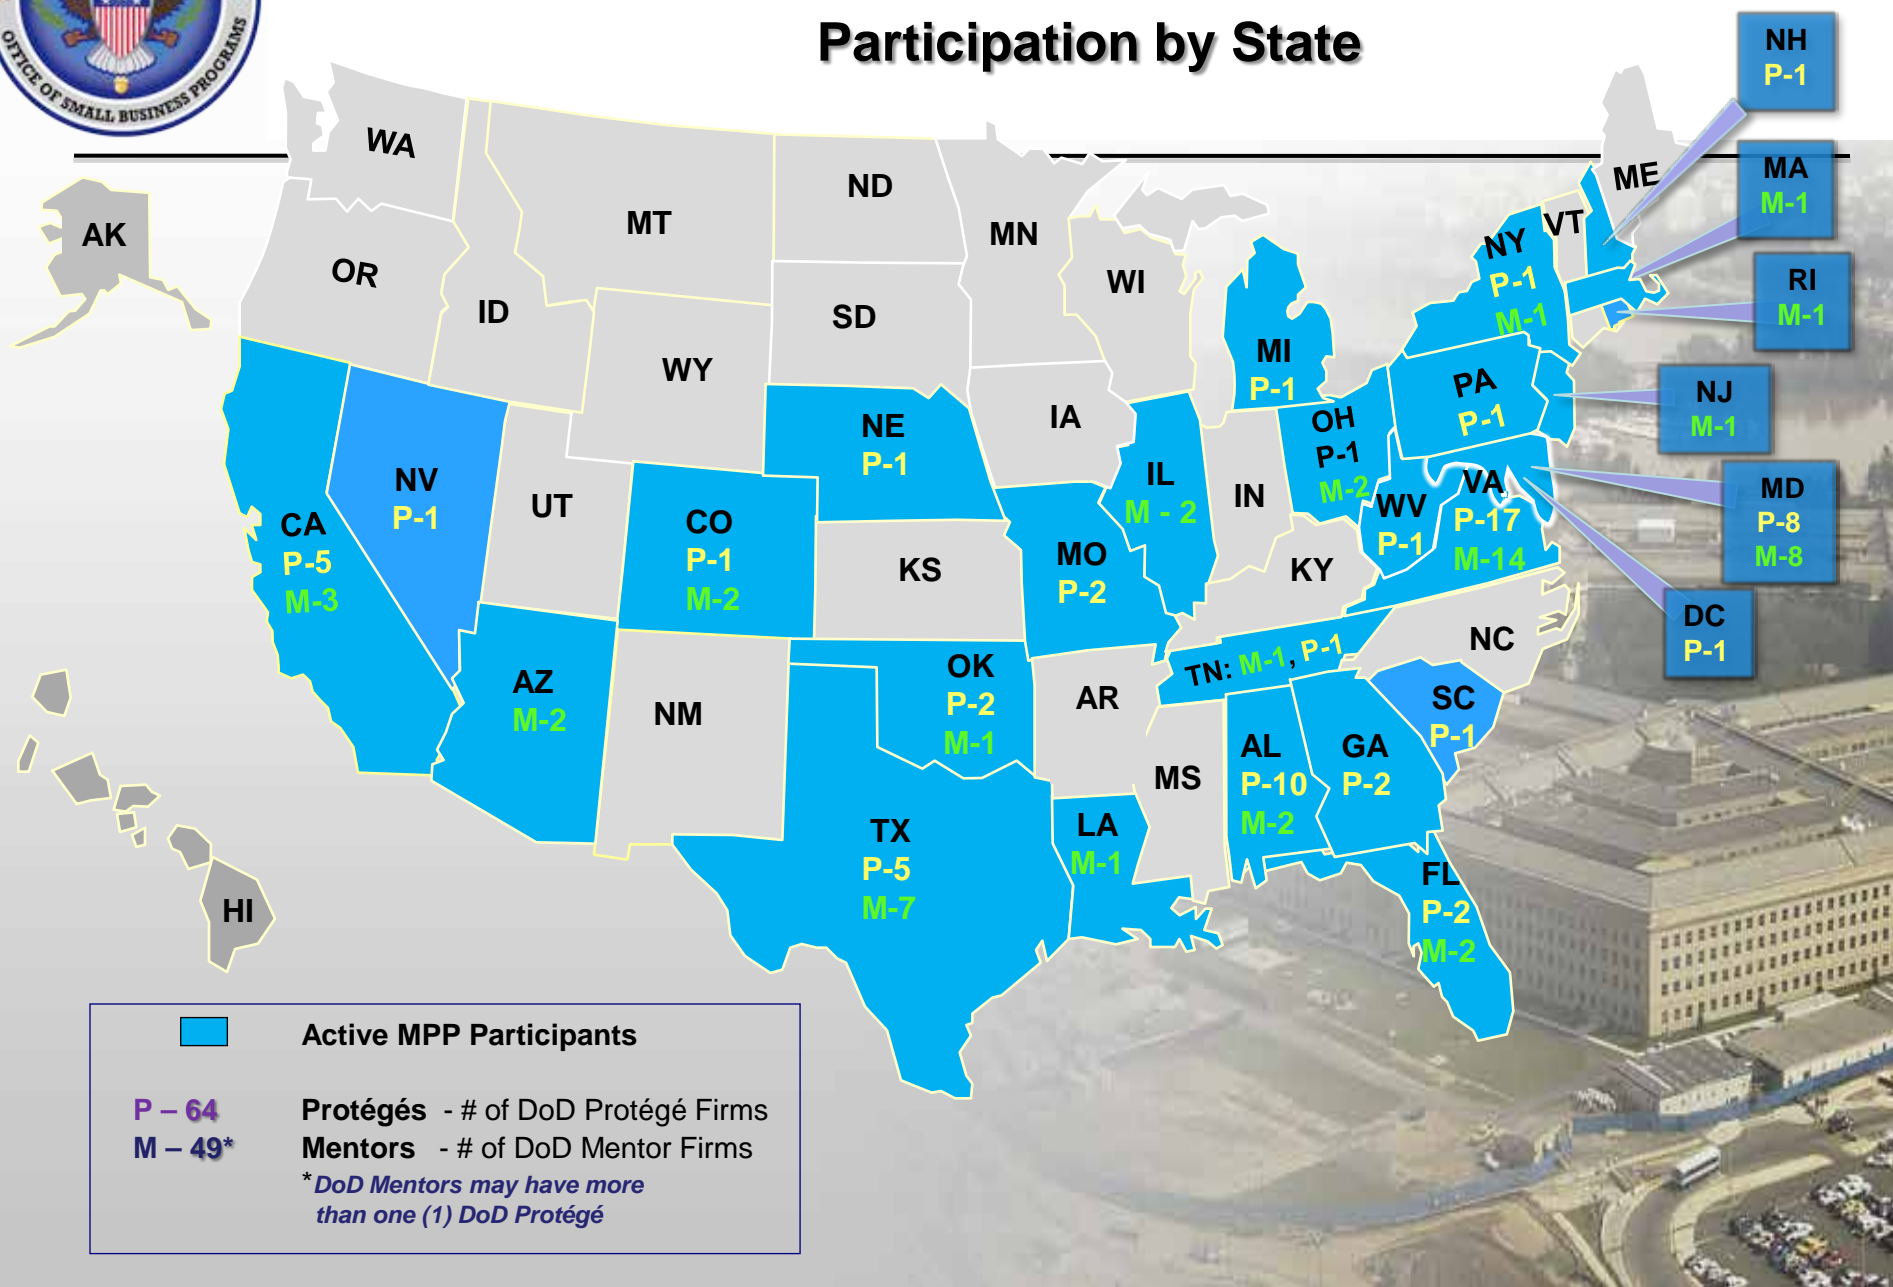 OFFICE OF SMALL BUSINESS PROGRAMS
Participation by State
NH
P-1
MA
M-1
RI
M-1
NJ
M-1
MD
P-8
M-8
DC
P-1
WA
AK
OR
MT
ID
ND
MN
WI
SD
WY
IA
ME
VT
NY
P-1
M-1
MI
P-1
PA
P-1
OH
P-1
M-2
NE
P-1
IL
M - 2
IN
WV
P-1
VA
P-17
M-14
NV
P-1
UT
CA
P-5
M-3
CO
P-1
M-2
KS
MO
P-2
KY
NC
TN: M-1, P-1
SC
P-1
AZ
M-2
NM
OK
P-2
M-1
AR
MS
AL
P-10
M-2
GA
P-2
TX
P-5
M-7
LA
M-1
FL
P-2
M-2
HI
Active MPP Participants
P – 64 Protégés - # of DoD Protégé Firms
M – 49* Mentors - # of DoD Mentor Firms
*DoD Mentors may have more
than one (1) DoD Protégé